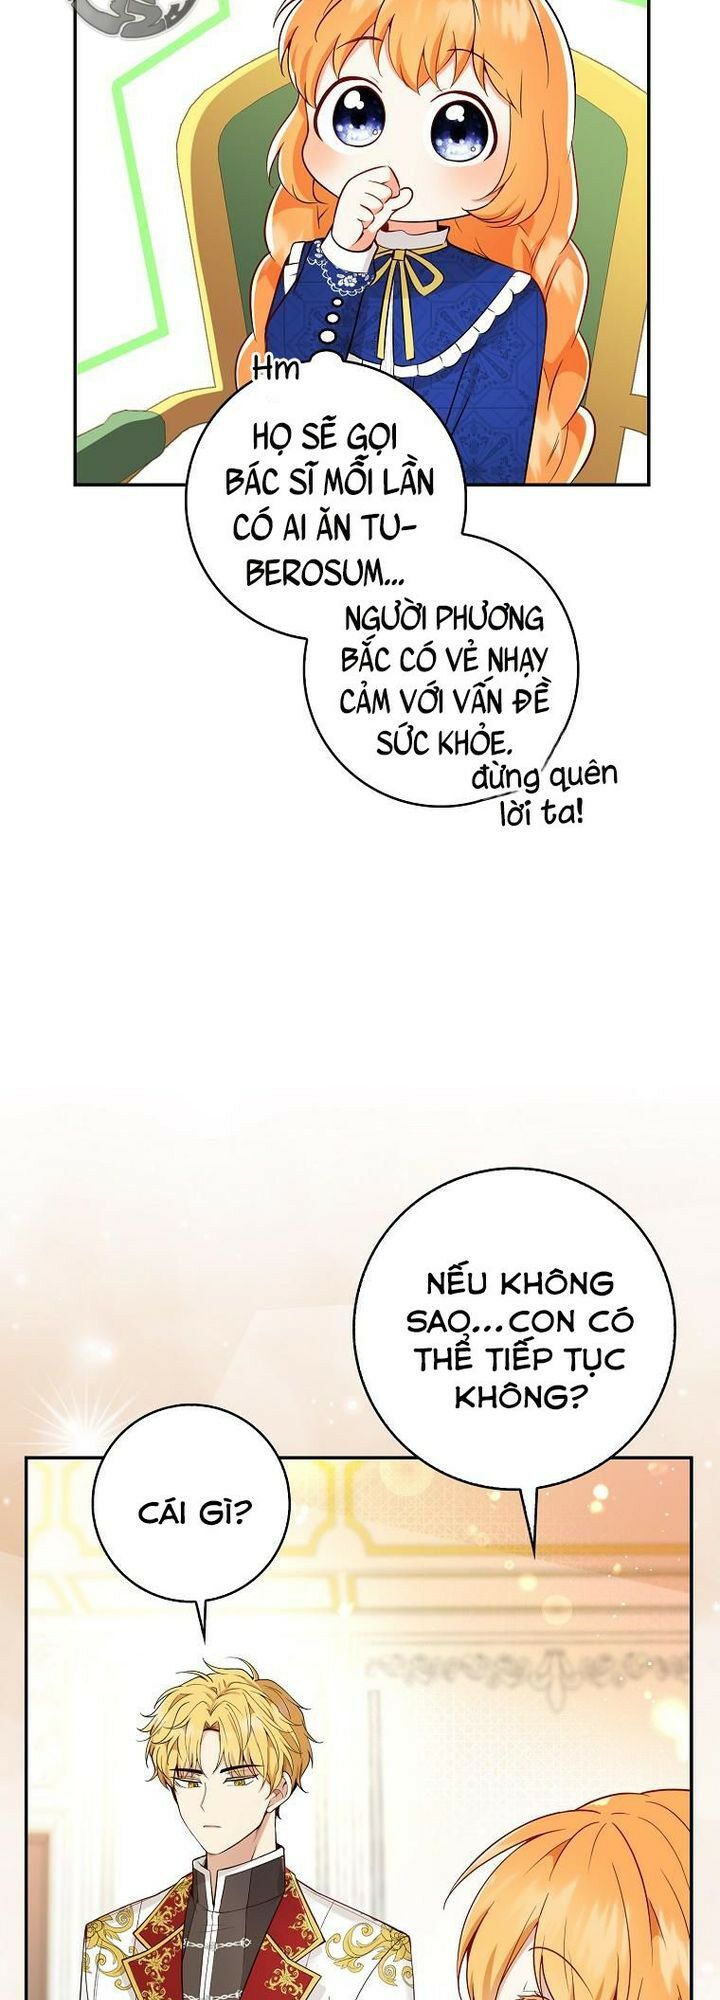 Hm
HỌ SẼ GỌI
BÁC SĨ MỖI LẦN
CÓ AI ĂN TU-
BEROSUM...
NGƯỜI PHƯƠNG
BẮC CÓ VẺ NHẠY
CẢM VỚI VẤN ĐỀ
SỨC KHỎE.
đừng quên
lời ta!
NẾU KHÔNG
SAO...CON CÓ
THỂ TIẾP TỤC
KHÔNG?
CÁI GÌ?